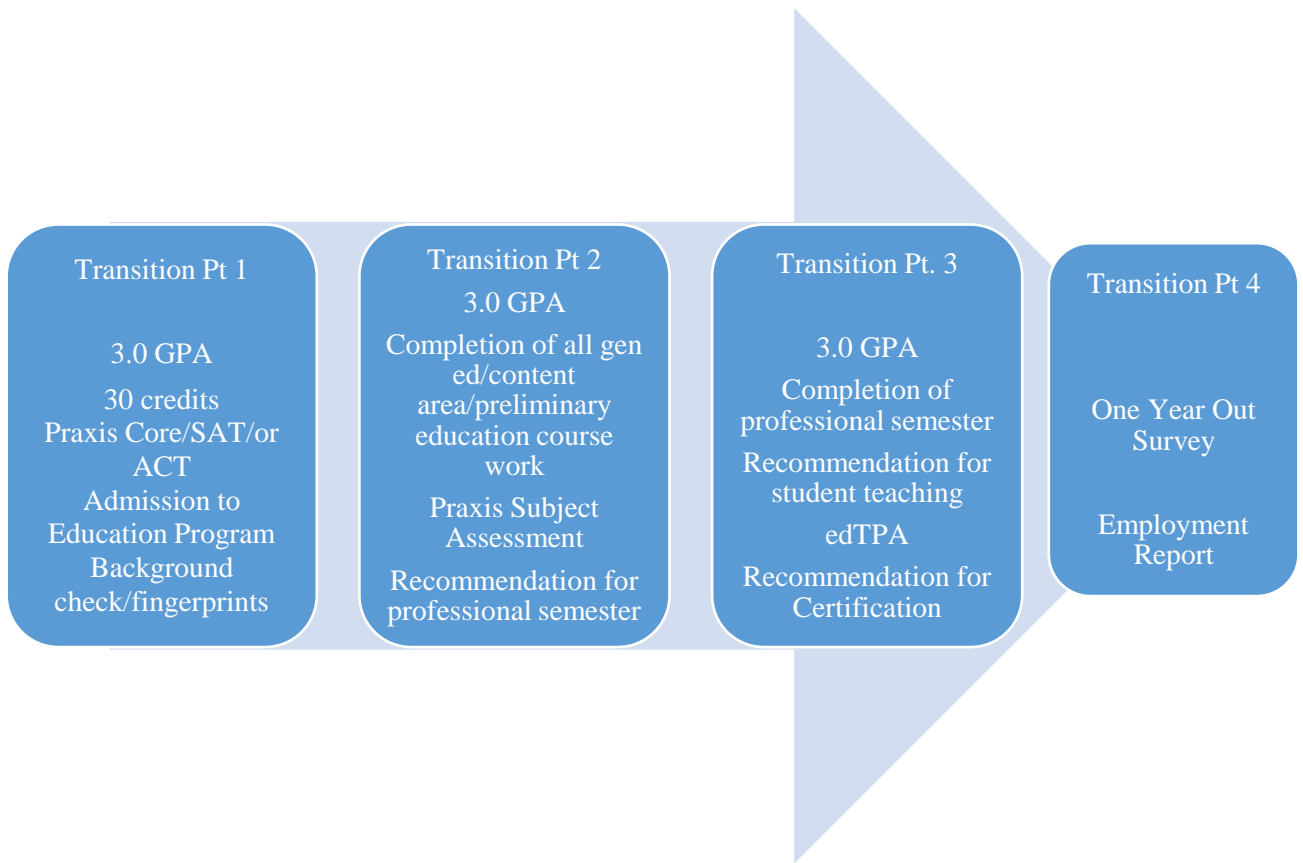 Transition Pt 1
3.0 GPA
30 credits
Praxis Core/SAT/or
ACT
Admission to
Education Program
Background
check/fingerprints
Transition Pt 2
3.0 GPA
Completion of all gen
ed/content
area/preliminary
education course
work
Praxis Subject
Assessment
Recommendation for
professional semester
Transition Pt. 3
3.0 GPA
Completion of
professional semester
Recommendation for
student teaching
edTPA
Recommendation for
Certification
Transition Pt 4
One Year Out
Survey
Employment
Report